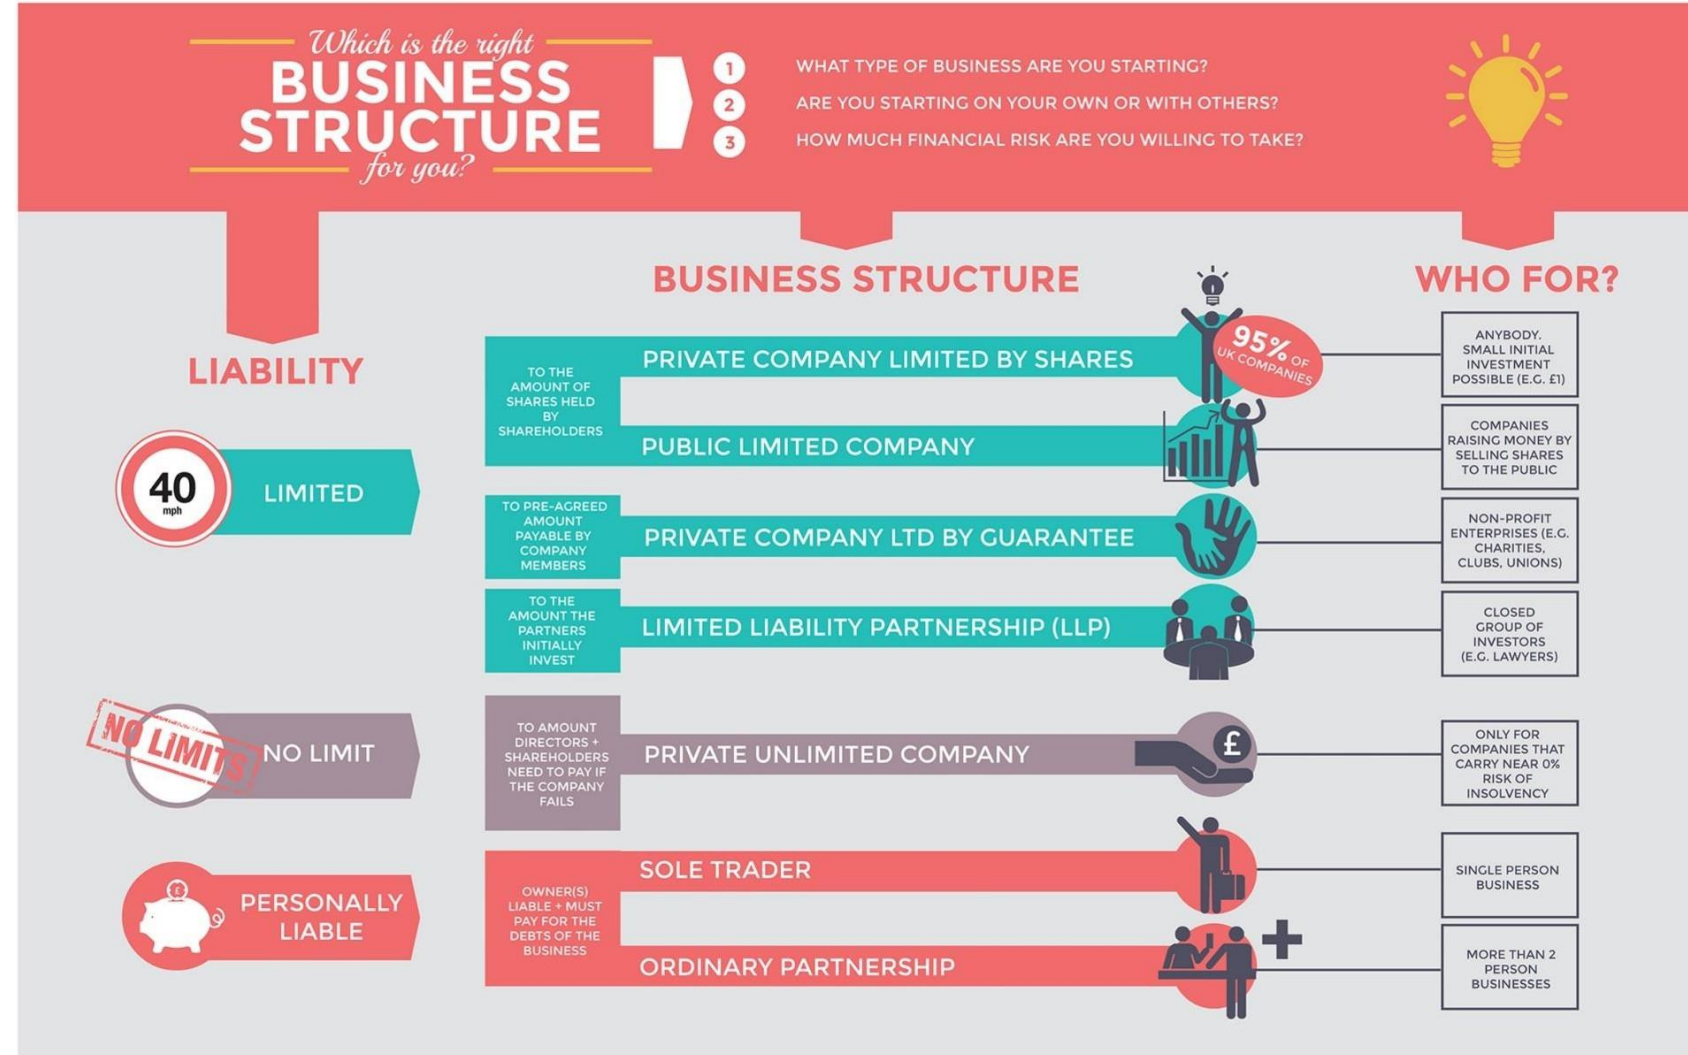 Which is the right
BUSINESS
STRUCTURE
for you?
1 WHAT TYPE OF BUSINESS ARE YOU STARTING?
2 ARE YOU STARTING ON YOUR OWN OR WITH OTHERS?
3 HOW MUCH FINANCIAL RISK ARE YOU WILLING TO TAKE?
LIABILITY
BUSINESS STRUCTURE
WHO FOR?
40
mph
LIMITED
TO THE
AMOUNT OF
SHARES HELD
BY
SHAREHOLDERS
PRIVATE COMPANY LIMITED BY SHARES
95% OF
UK COMPANIES
ANYBODY.
SMALL INITIAL
INVESTMENT
POSSIBLE (E.G. £1)
PUBLIC LIMITED COMPANY
COMPANIES
RAISING MONEY BY
SELLING SHARES
TO THE PUBLIC
TO PRE-AGREED
AMOUNT
PAYABLE BY
COMPANY
MEMBERS
PRIVATE COMPANY LTD BY GUARANTEE
NON-PROFIT
ENTERPRISES (E.G.
CHARITIES,
CLUBS, UNIONS)
TO THE
AMOUNT THE
PARTNERS
INITIALLY
INVEST
LIMITED LIABILITY PARTNERSHIP (LLP)
CLOSED
GROUP OF
INVESTORS
(E.G. LAWYERS)
NO LIMITS
NO LIMIT
TO AMOUNT
DIRECTORS +
SHAREHOLDERS
NEED TO PAY IF
THE COMPANY
FAILS
PRIVATE UNLIMITED COMPANY
£
ONLY FOR
COMPANIES THAT
CARRY NEAR 0%
RISK OF
INSOLVENCY
£
PERSONALLY
LIABLE
OWNER(S)
LIABLE + MUST
PAY FOR THE
DEBTS OF THE
BUSINESS
SOLE TRADER
SINGLE PERSON
BUSINESS
ORDINARY PARTNERSHIP
+
MORE THAN 2
PERSON
BUSINESSES